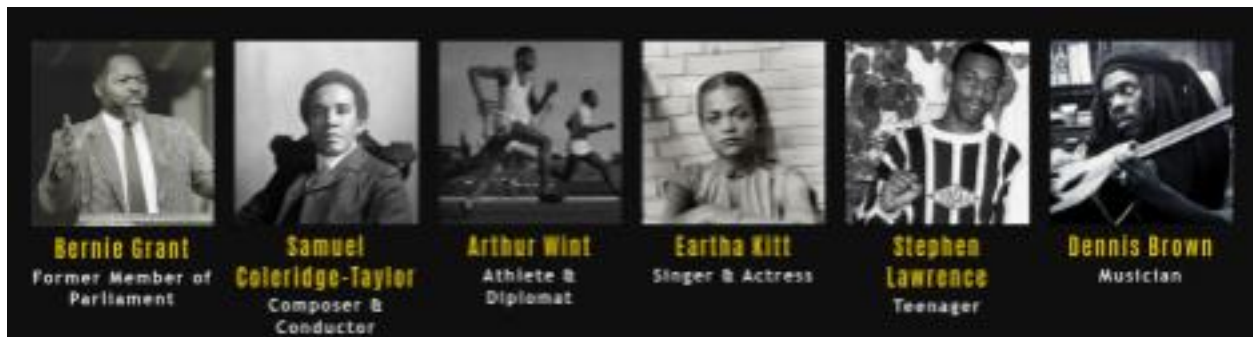 Bernie Grant
Former Member of
Parliament
Samuel
Coleridge-Taylor
Composer &
Conductor
Arthur Wint
Athlete &
Diplomat
Eartha Kitt
Singer & Actress
Stephen
Lawrence
Teenager
Dennis Brown
Musician